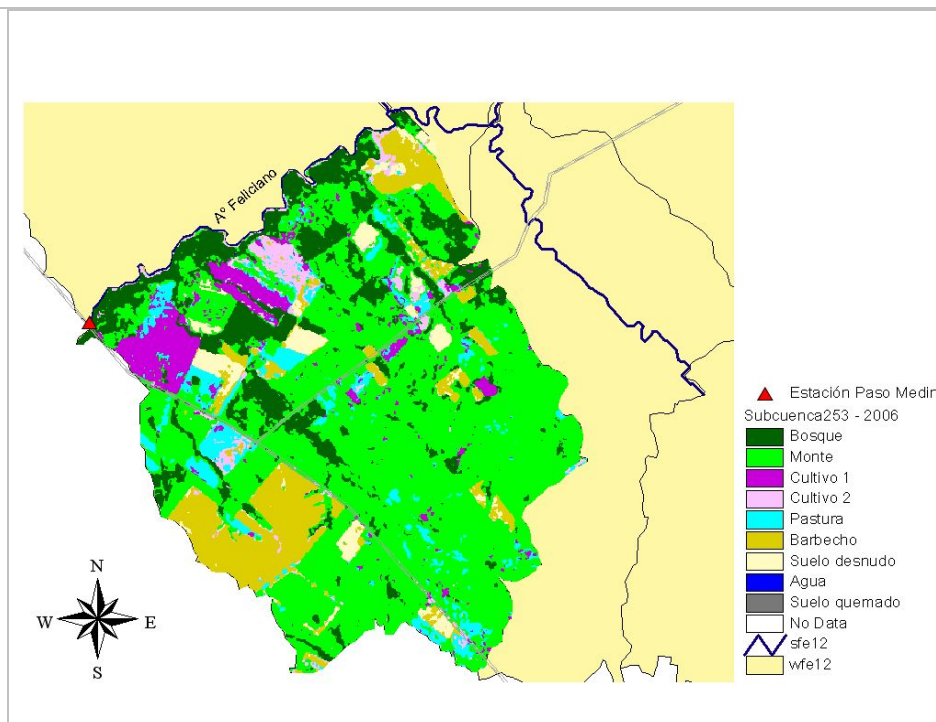 Aº Feliciano
Estación Paso Medin
Subcuenca253 - 2006
Bosque
Monte
Cultivo 1
Cultivo 2
Pastura
Barbecho
Suelo desnudo
Agua
Suelo quemado
No Data
sfe12
wfe12
N
W
E
S